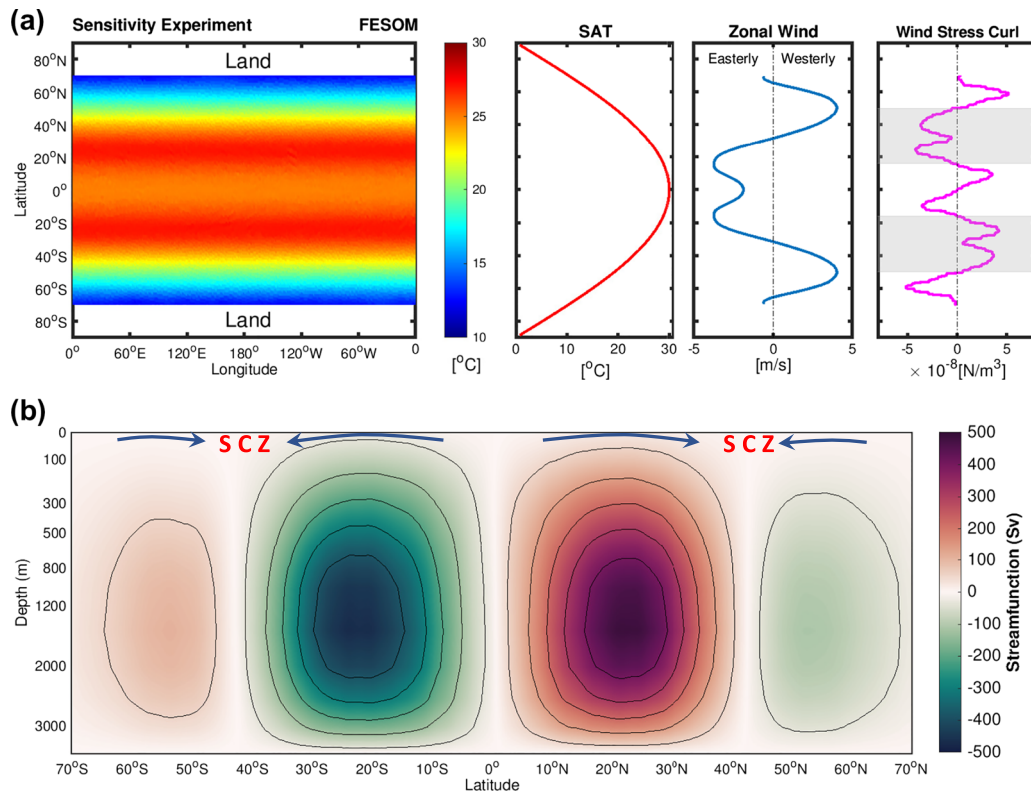 (a)
Sensitivity Experiment FESOM
SAT
Zonal Wind
Wind Stress Curl
Land
Easterly Westerly
80°N
60°N
40°N
20°N
0°
20°S
40°S
60°S
80°S
Latitude
Land
30
25
20
15
10
[°C]
0° 60°E 120°E 180° 120°W 60°W 0
Longitude
0 10 20 30
[°C]
5 0 5
[m/s]
-5 0 5
× 10⁻⁸[N/m³]
(b)
SCZ SCZ
0
100
300
500
800
1200
2000
3000
Depth (m)
70°S 60°S 50°S 40°S 30°S 20°S 10°S 0° 10°N 20°N 30°N 40°N 50°N 60°N 70°N
Latitude
500
400
300
200
100
0
-100
-200
-300
-400
-500
Streamfunction (Sv)